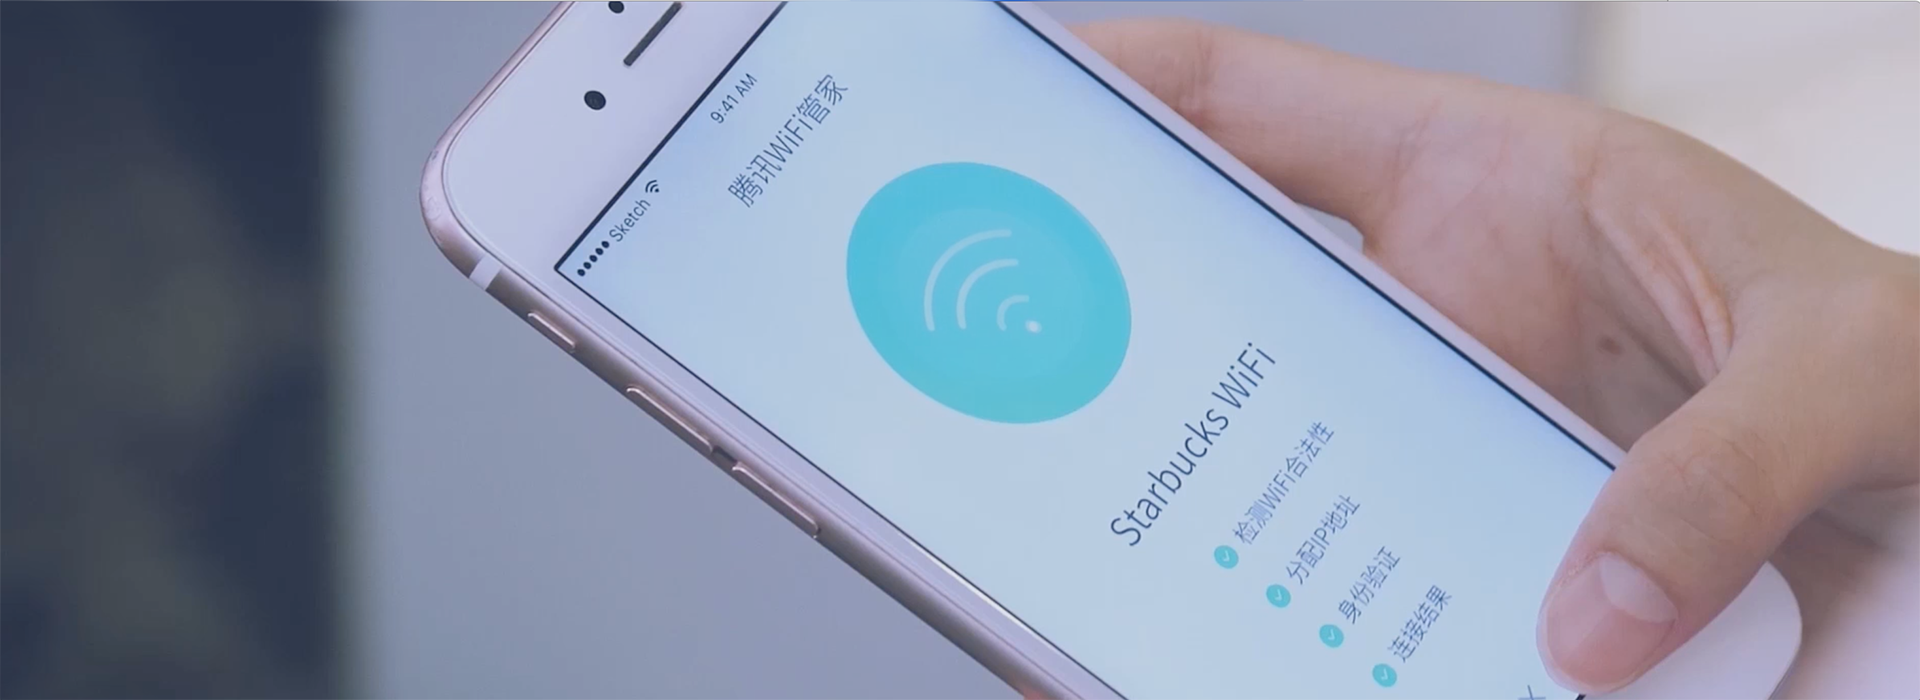 Sketch 9:41 AM
腾讯WiFi管家
Starbucks WiFi
检测WiFi合法性
分配IP地址
身份验证
连接结果